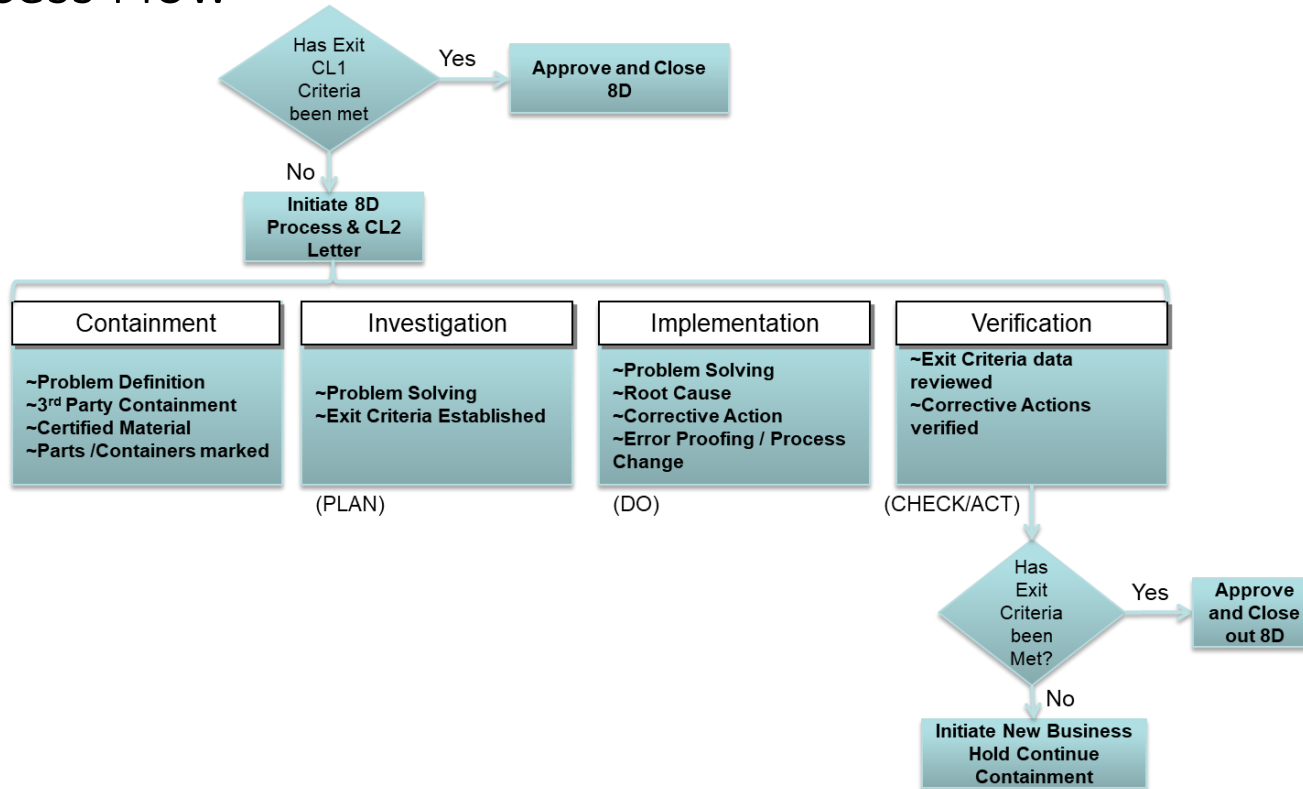 Has Exit
CL1
Criteria
been met
Yes
Approve and Close
8D
No
Initiate 8D
Process & CL2
Letter
Containment
~Problem Definition
~3rd Party Containment
~Certified Material
~Parts /Containers marked
Investigation
~Problem Solving
~Exit Criteria Established
(PLAN)
Implementation
~Problem Solving
~Root Cause
~Corrective Action
~Error Proofing / Process
Change
(DO)
Verification
~Exit Criteria data
reviewed
~Corrective Actions
verified
(CHECK/ACT)
Has
Exit
Criteria
been
Met?
Yes
Approve
and Close
out 8D
No
Initiate New Business
Hold Continue
Containment